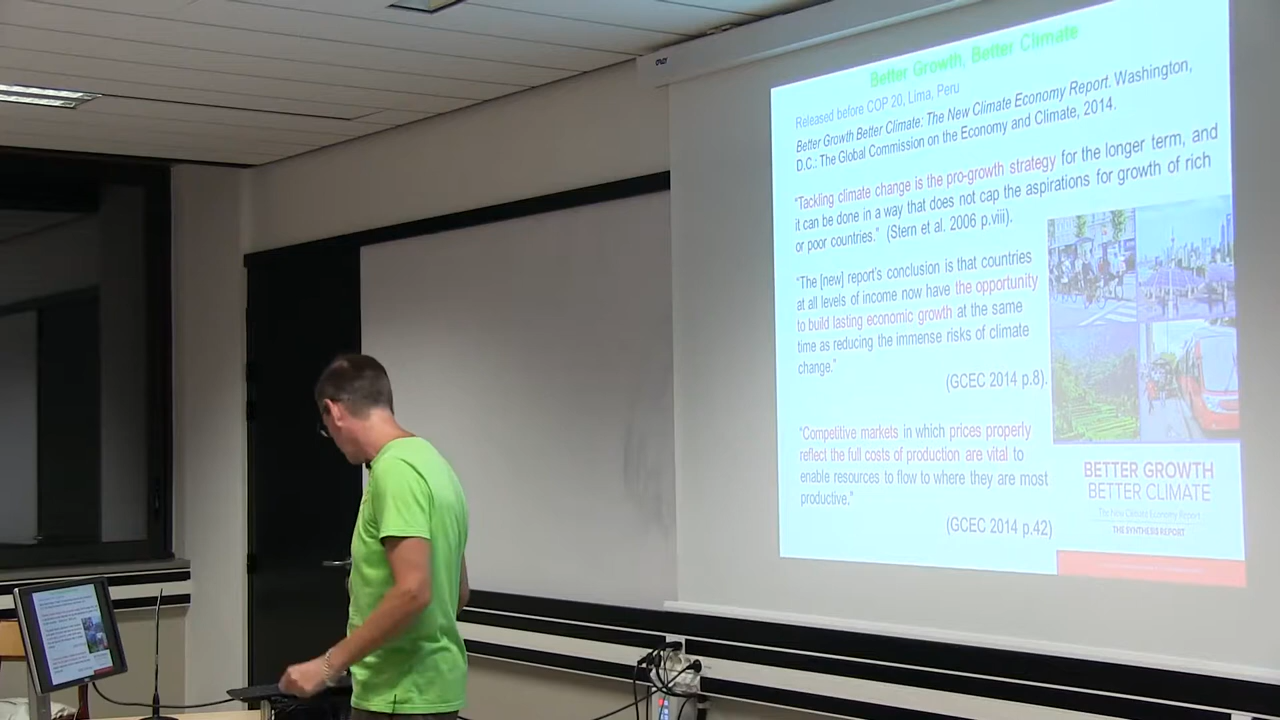 Better Growth, Better Climate
Released before COP 20, Lima, Peru
Better Growth Better Climate: The New Climate Economy Report. Washington,
D.C.: The Global Commission on the Economy and Climate, 2014.
“Tackling climate change is the pro-growth strategy for the longer term, and
it can be done in a way that does not cap the aspirations for growth of rich
or poor countries.” (Stern et al. 2006 p.viii).
“The [new] report’s conclusion is that countries
at all levels of income now have the opportunity
to build lasting economic growth at the same
time as reducing the immense risks of climate
change.”
(GCEC 2014 p.8).
“Competitive markets in which prices properly
reflect the full costs of production are vital to
enable resources to flow to where they are most
productive.”
(GCEC 2014 p.42)
BETTER GROWTH
BETTER CLIMATE
The New Climate Economy Report
THE SYNTHESIS REPORT